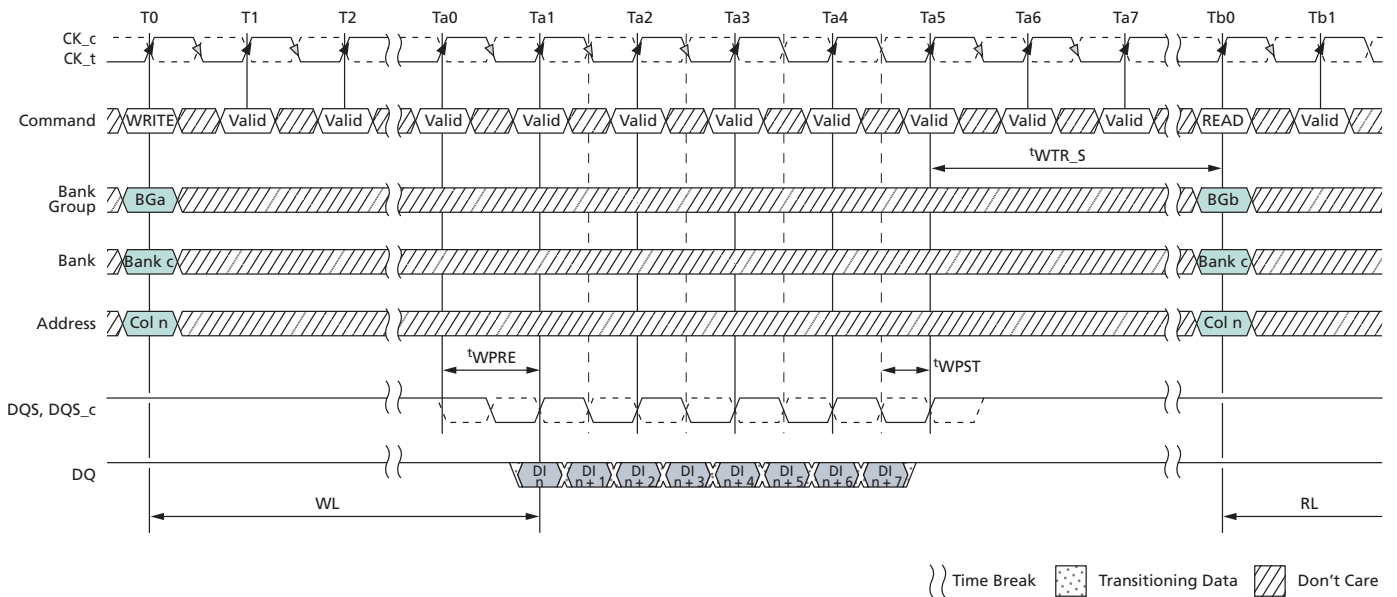 T0 T1 T2 Ta0 Ta1 Ta2 Ta3 Ta4 Ta5 Ta6 Ta7 Tb0 Tb1
CK_c
CK_t
Command WRITE Valid Valid Valid Valid Valid Valid Valid Valid Valid Valid READ Valid
tWTR_S
Bank
Group BGa BGb
Bank Bank c Bank c
Address Col n Col n
tWPRE tWPST
DQS, DQS_c
DQ DI DI DI DI DI DI DI DI
n n + 1 n + 2 n + 3 n + 4 n + 5 n + 6 n + 7
WL RL
Time Break Transitioning Data Don't Care